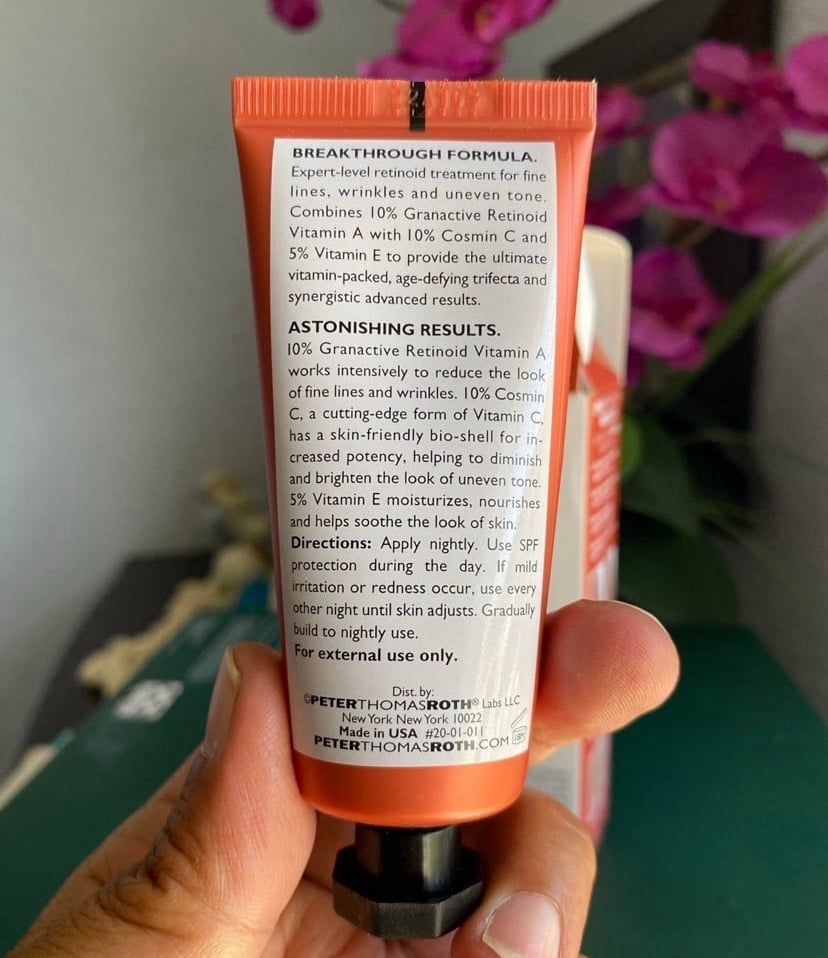 BREAKTHROUGH FORMULA.
Expert-level retinoid treatment for fine
lines, wrinkles and uneven tone.
Combines 10% Granactive Retinoid
Vitamin A with 10% Cosmin C and
5% Vitamin E to provide the ultimate
vitamin-packed, age-defying trifecta and
synergistic advanced results.
ASTONISHING RESULTS.
10% Granactive Retinoid Vitamin A
works intensively to reduce the look
of fine lines and wrinkles. 10% Cosmin
C, a cutting-edge form of Vitamin C,
has a skin-friendly bio-shell for in-
creased potency, helping to diminish
and brighten the look of uneven tone.
5% Vitamin E moisturizes, nourishes
and helps soothe the look of skin.
Directions: Apply nightly. Use SPF
protection during the day. If mild
irritation or redness occur, use every
other night until skin adjusts. Gradually
build to nightly use.
For external use only.
Dist. by:
©PETERTHOMASROTH® Labs LLC
New York New York 10022
Made in USA #20-01-011
PETERTHOMASROTH.COM 18M